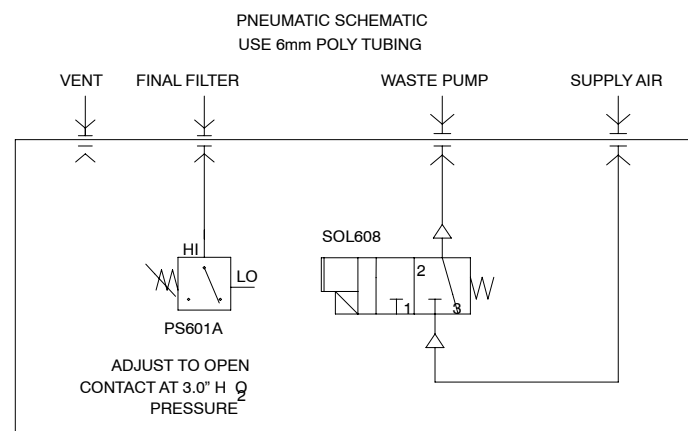 PNEUMATIC SCHEMATIC
USE 6mm POLY TUBING
VENT
FINAL FILTER
WASTE PUMP
SUPPLY AIR
HI
LO
PS601A
SOL608
2
1
3
ADJUST TO OPEN
CONTACT AT 3.0" H2O
PRESSURE